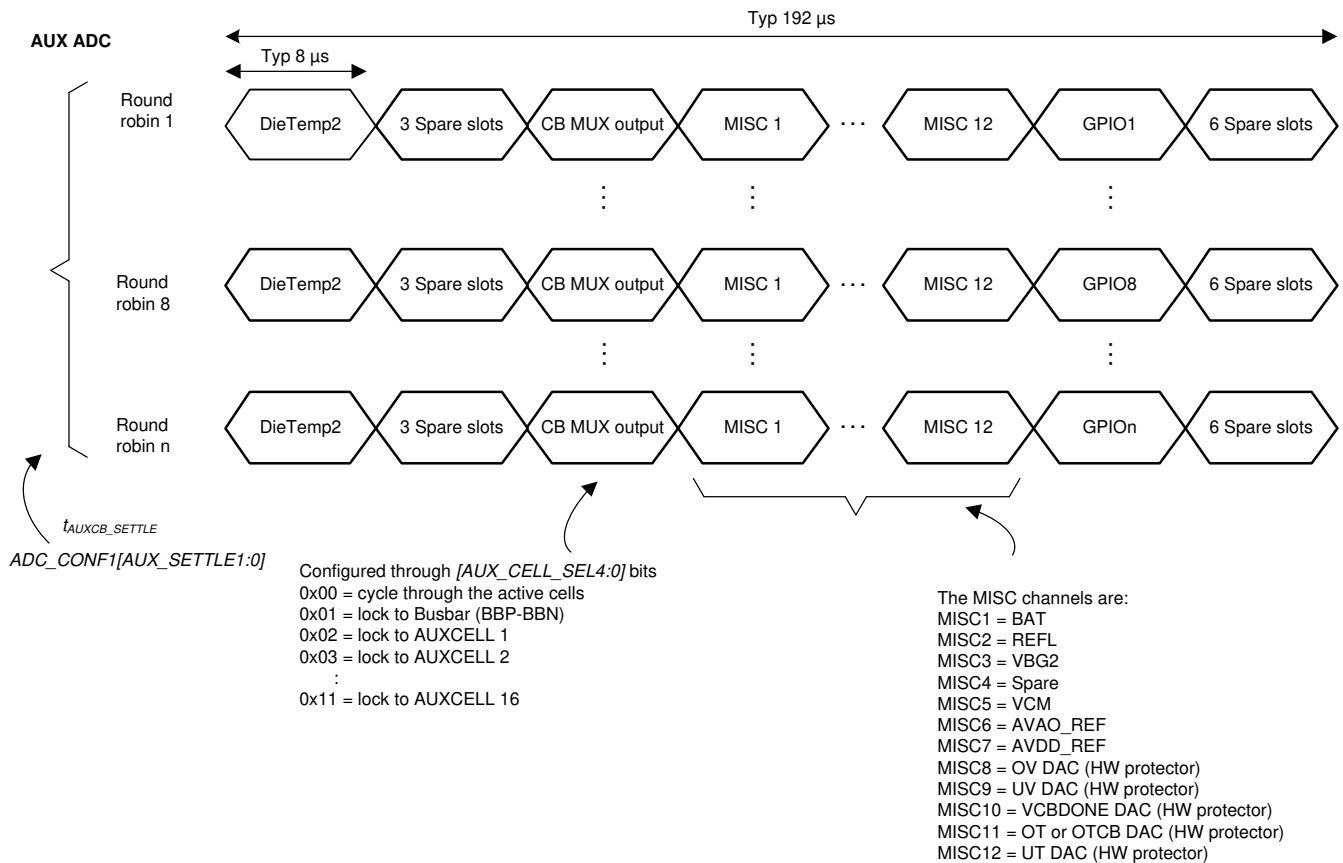 Typ 192 µs
AUX ADC
Typ 8 µs
Round
robin 1
DieTemp2
3 Spare slots
CB MUX output
MISC 1
. . .
MISC 12
GPIO1
6 Spare slots
Round
robin 8
DieTemp2
3 Spare slots
CB MUX output
MISC 1
. . .
MISC 12
GPIO8
6 Spare slots
Round
robin n
DieTemp2
3 Spare slots
CB MUX output
MISC 1
. . .
MISC 12
GPIOn
6 Spare slots
tAUXCB_SETTLE
ADC_CONF1[AUX_SETTLE1:0]
Configured through [AUX_CELL_SEL4:0] bits
0x00 = cycle through the active cells
0x01 = lock to Busbar (BBP-BBN)
0x02 = lock to AUXCELL 1
0x03 = lock to AUXCELL 2
:
0x11 = lock to AUXCELL 16
The MISC channels are:
MISC1 = BAT
MISC2 = REFL
MISC3 = VBG2
MISC4 = Spare
MISC5 = VCM
MISC6 = AVAO_REF
MISC7 = AVDD_REF
MISC8 = OV DAC (HW protector)
MISC9 = UV DAC (HW protector)
MISC10 = VCBDONE DAC (HW protector)
MISC11 = OT or OTCB DAC (HW protector)
MISC12 = UT DAC (HW protector)